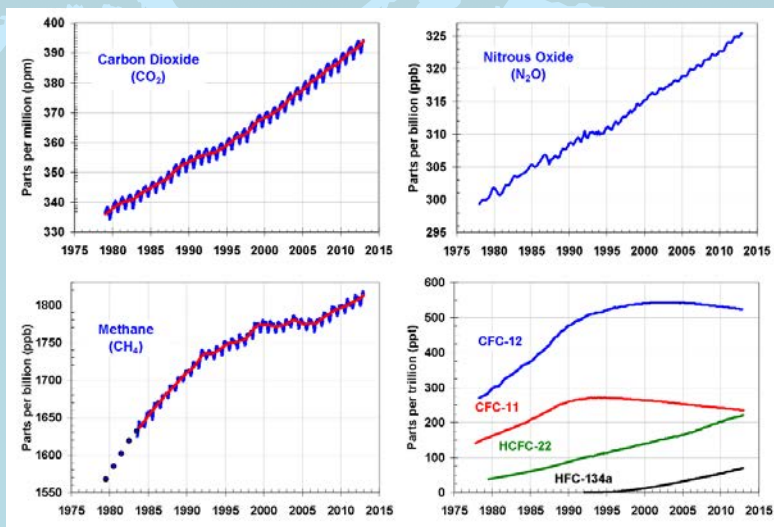 400
390
380
370
360
350
340
330
Parts per million (ppm)
Carbon Dioxide
(CO₂)
1975 1980 1985 1990 1995 2000 2005 2010 2015
325
320
315
310
305
300
295
Parts per billion (ppb)
Nitrous Oxide
(N₂O)
1975 1980 1985 1990 1995 2000 2005 2010 2015
1800
1750
1700
1650
1600
1550
Parts per billion (ppb)
Methane
(CH₄)
1975 1980 1985 1990 1995 2000 2005 2010 2015
600
500
400
300
200
100
0
Parts per trillion (ppt)
CFC-12
CFC-11
HCFC-22
HFC-134a
1975 1980 1985 1990 1995 2000 2005 2010 2015